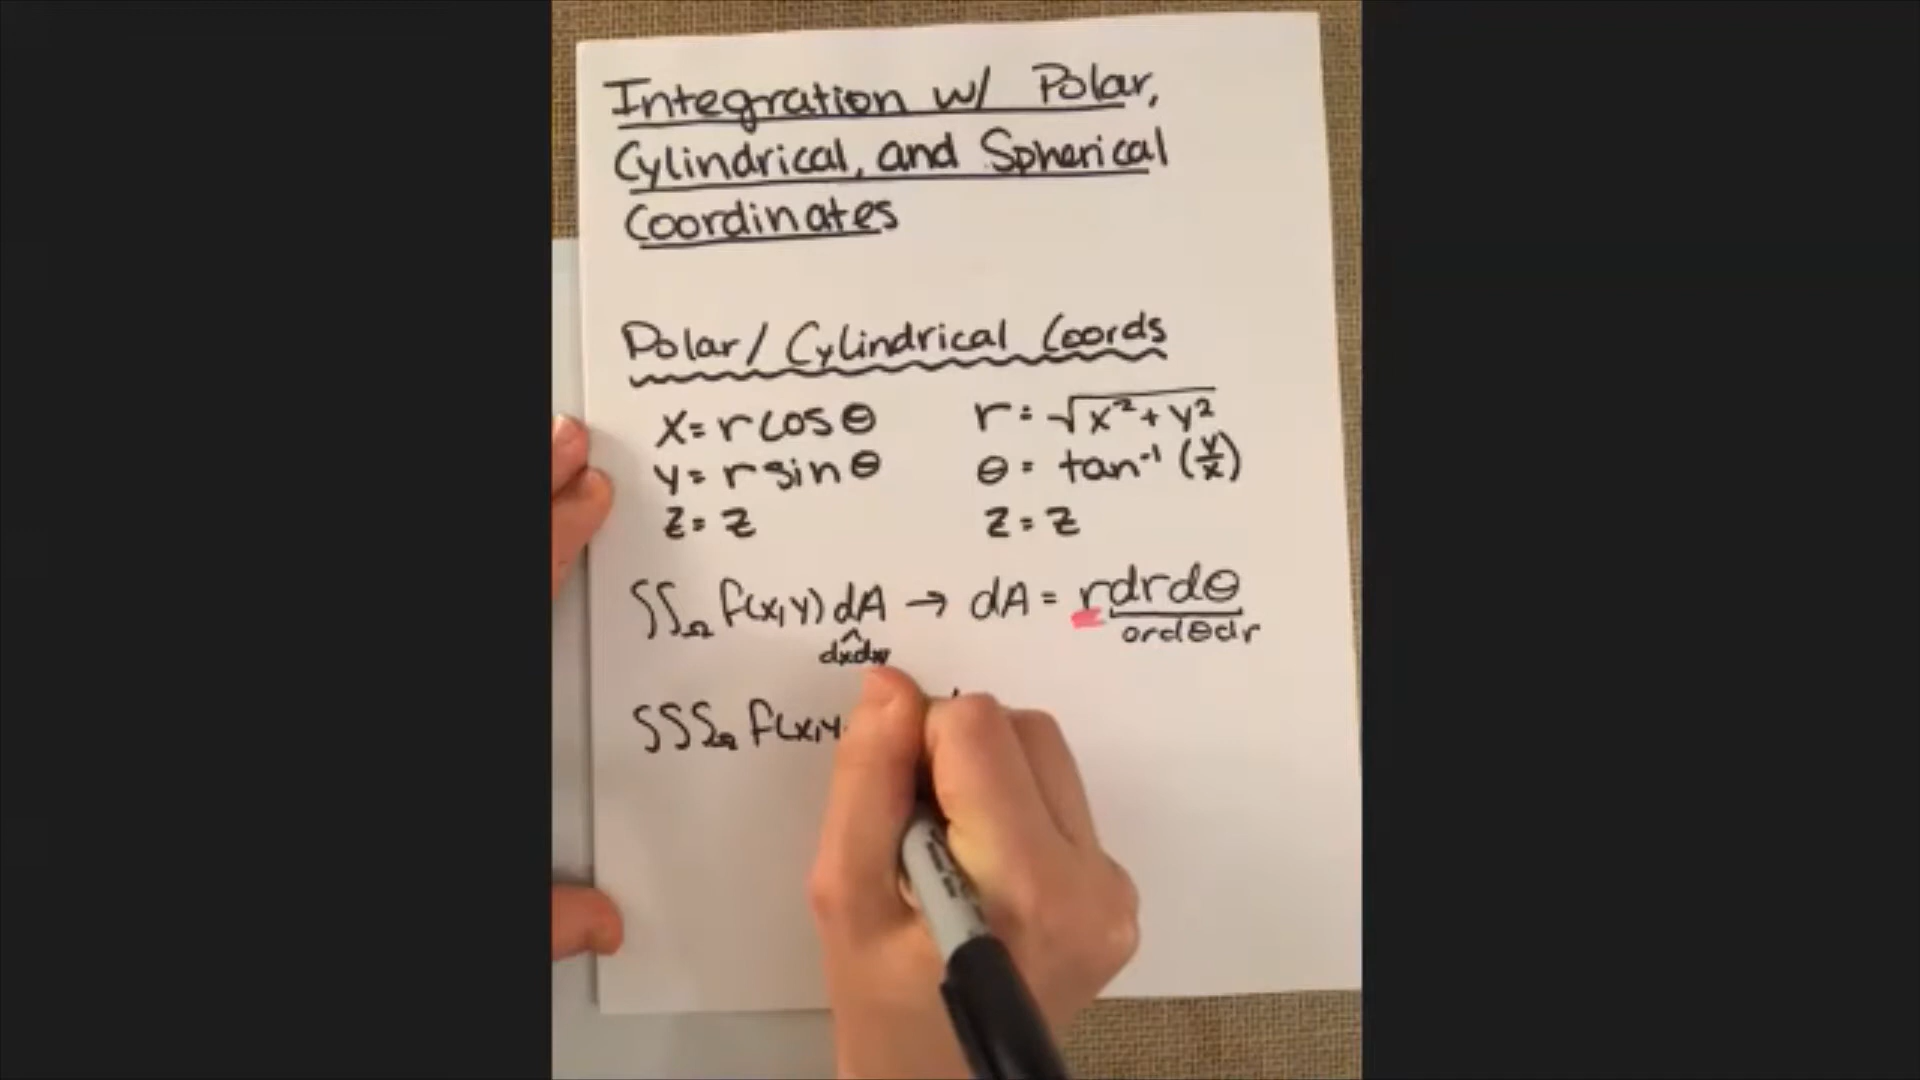 Integration w/ Polar,
Cylindrical, and Spherical
Coordinates
Polar/Cylindrical Coords
x = r cos θ
y = r sin θ
z = z
r = √x²+y²
θ = tan⁻¹ (y/x)
z = z
∫∫Ω f(x,y) dA → dA = r dr dθ
dxdy
or dθ dr
∫∫∫Ω f(x,y